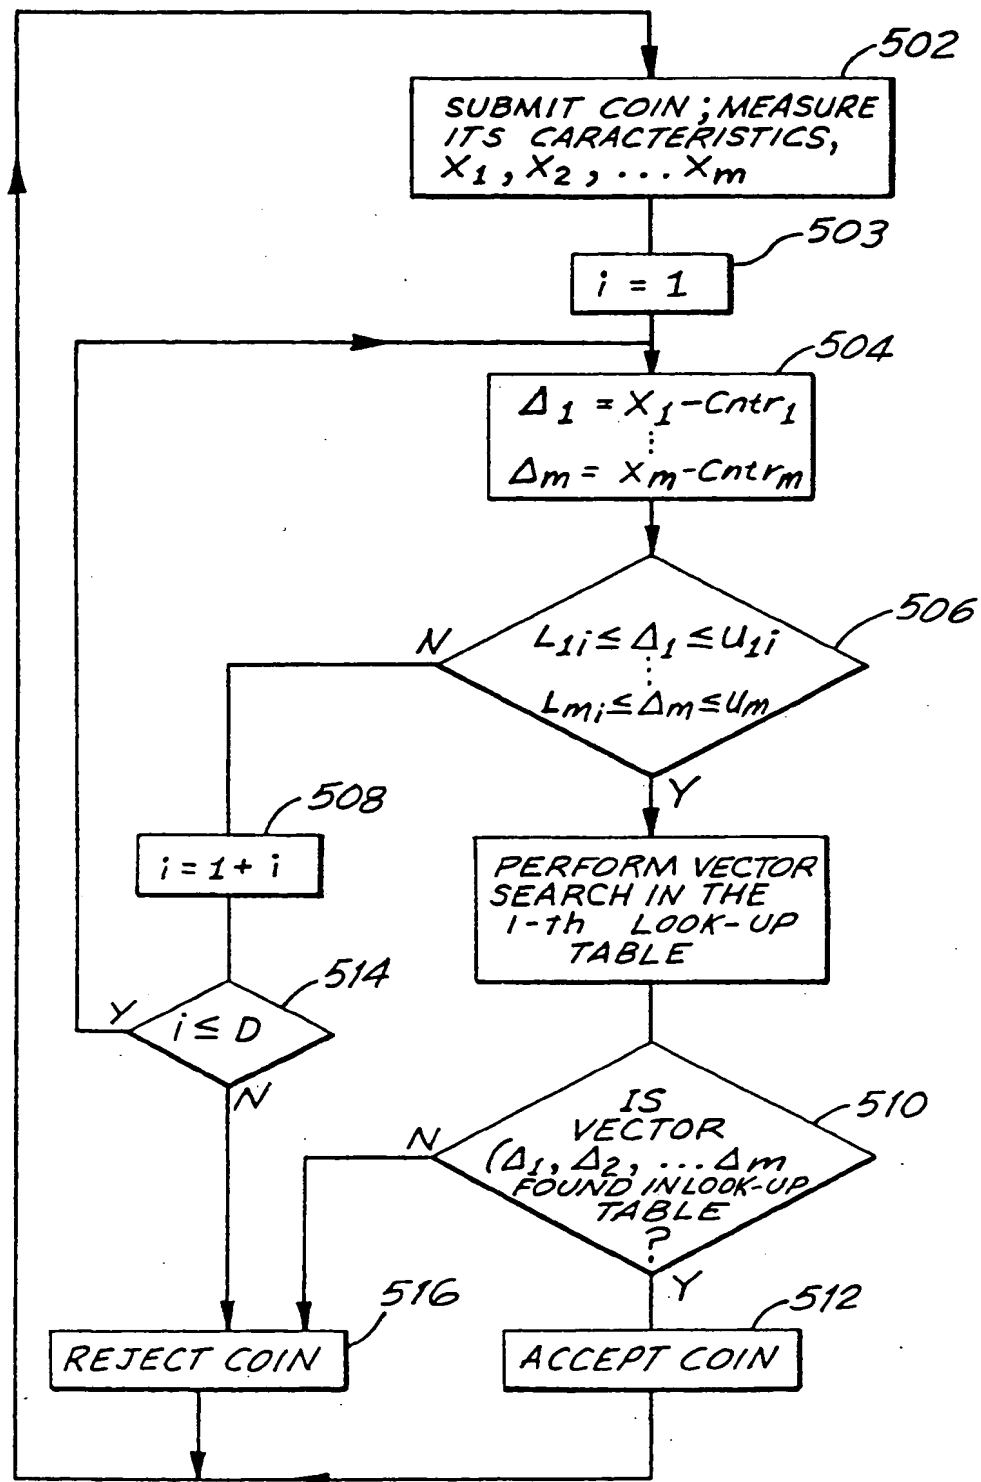 502
SUBMIT COIN ; MEASURE
ITS CARACTERISTICS,
X1, X2, ... Xm
503
i = 1
504
Δ1 = X1-Cntr1
⋮
Δm = Xm-Cntrm
506
N
L1i ≤ Δ1 ≤ U1i
⋮
Lmi ≤ Δm ≤ Um
Y
508
i = 1 + i
PERFORM VECTOR
SEARCH IN THE
1-th LOOK-UP
TABLE
514
Y
i ≤ D
N
510
N
IS
VECTOR
(Δ1, Δ2, ... Δm
FOUND IN LOOK-UP
TABLE
?
Y
516
REJECT COIN
512
ACCEPT COIN